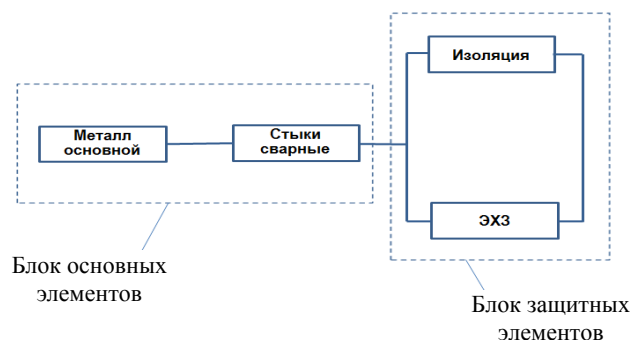 Изоляция
Металл
основной
Стыки
сварные
ЭХЗ
Блок основных
элементов
Блок защитных
элементов